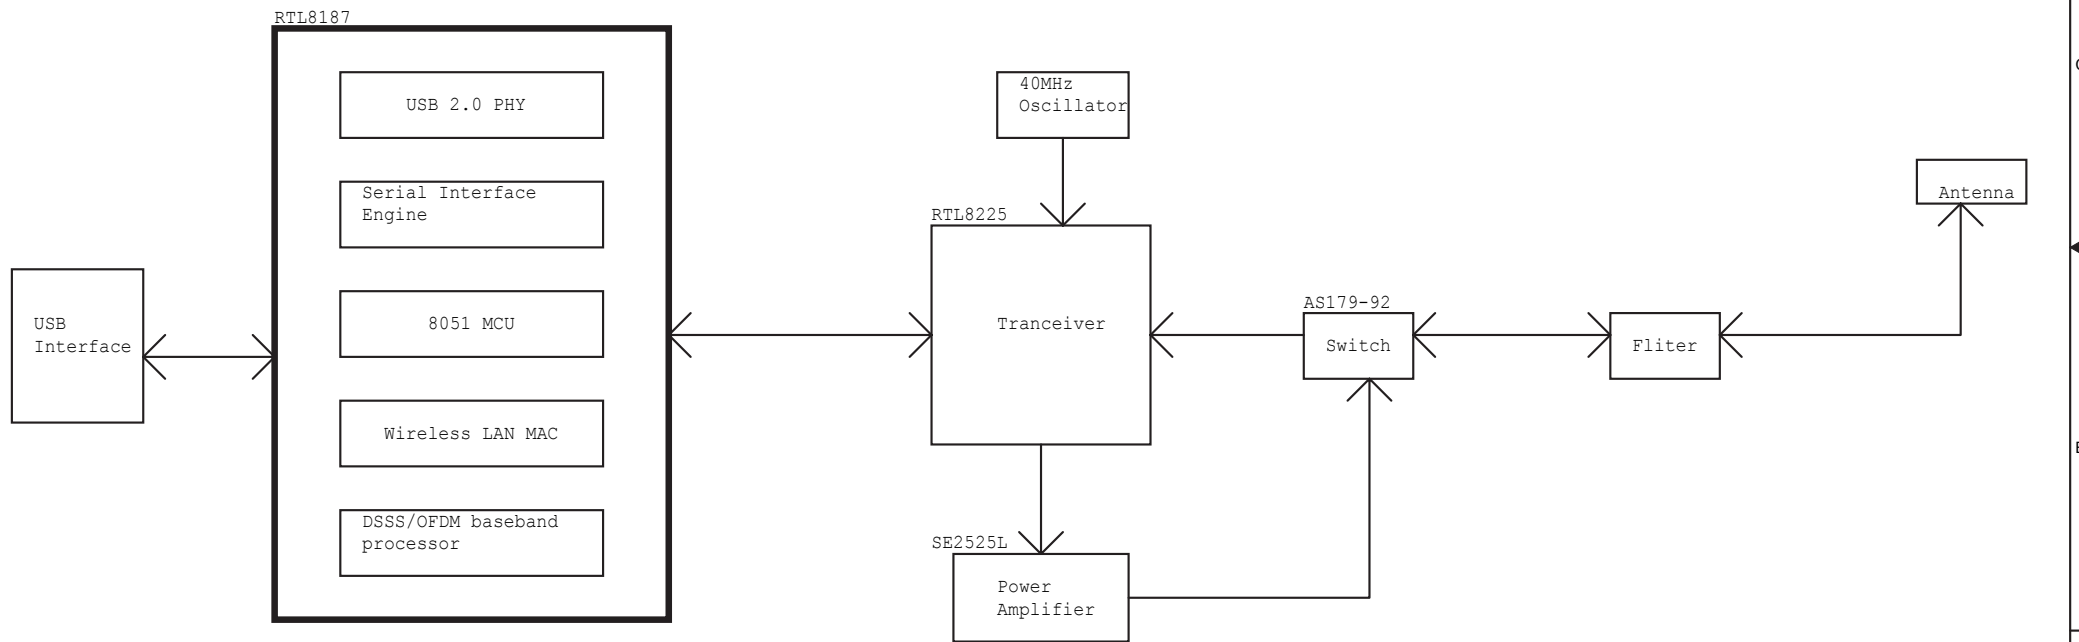 RTL8187
USB 2.0 PHY
Serial Interface
Engine
8051 MCU
Wireless LAN MAC
DSSS/OFDM baseband
processor
USB
Interface
40MHz
Oscillator
RTL8225
Tranceiver
SE2525L
Power
Amplifier
AS179-92
Switch
Fliter
Antenna